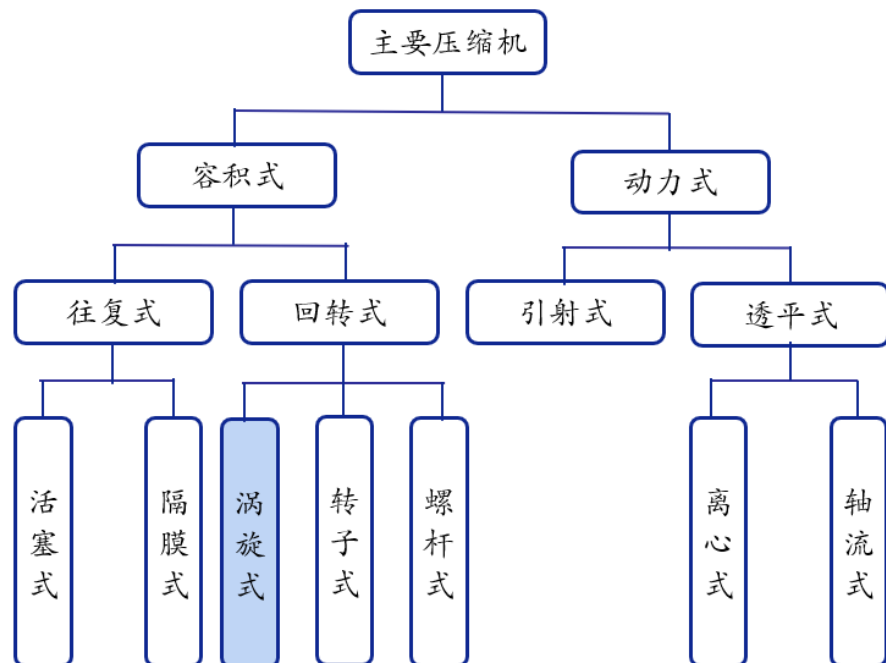 主要压缩机
容积式
动力式
往复式
回转式
引射式
透平式
活塞式
隔膜式
涡旋式
转子式
螺杆式
离心式
轴流式